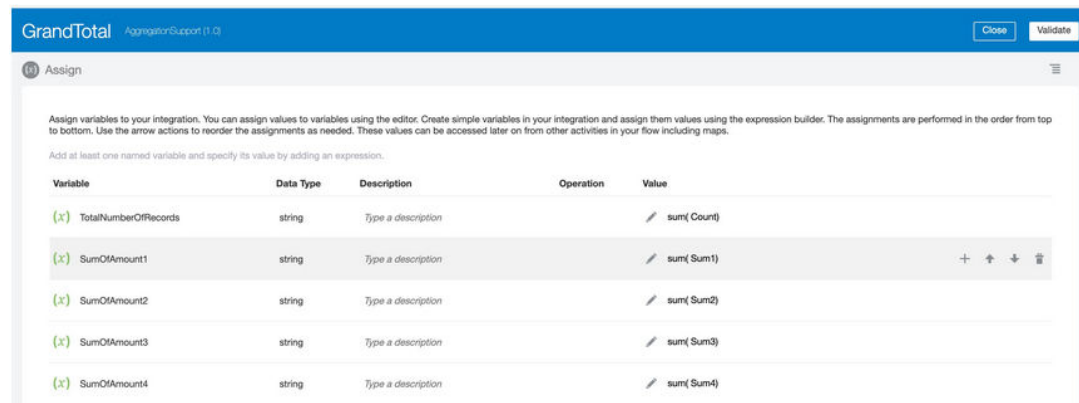 GrandTotal AggregatorSupport (1.0) Close Validate
(x) Assign
Assign variables to your integration. You can assign values to variables using the editor. Create simple variables in your integration and assign them values using the expression builder. The assignments are performed in the order from top
to bottom. Use the arrow actions to reorder the assignments as needed. These values can be accessed later on from other activities in your flow including maps.
Add at least one named variable and specify its value by adding an expression.
Variable Data Type Description Operation Value
(x) TotalNumberOfRecords string Type a description sum( Count)
(x) SumOfAmount1 string Type a description sum( Sum1)
(x) SumOfAmount2 string Type a description sum( Sum2)
(x) SumOfAmount3 string Type a description sum( Sum3)
(x) SumOfAmount4 string Type a description sum( Sum4)